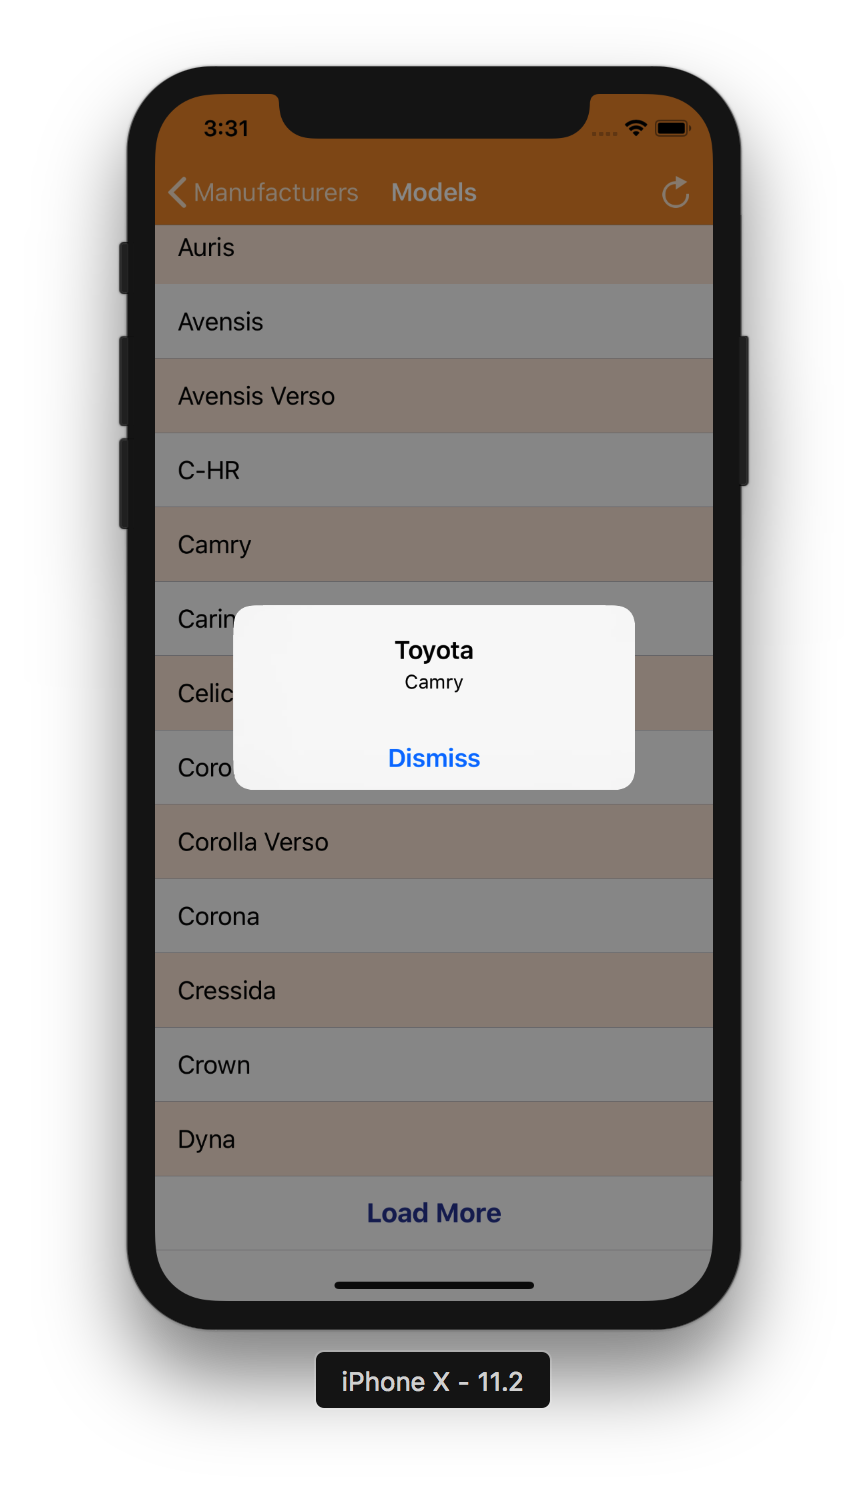 3:31
Manufacturers Models
Auris
Avensis
Avensis Verso
C-HR
Camry
Carin
Toyota
Camry
Celic
Dismiss
Coro
Corolla Verso
Corona
Cressida
Crown
Dyna
Load More
iPhone X - 11.2